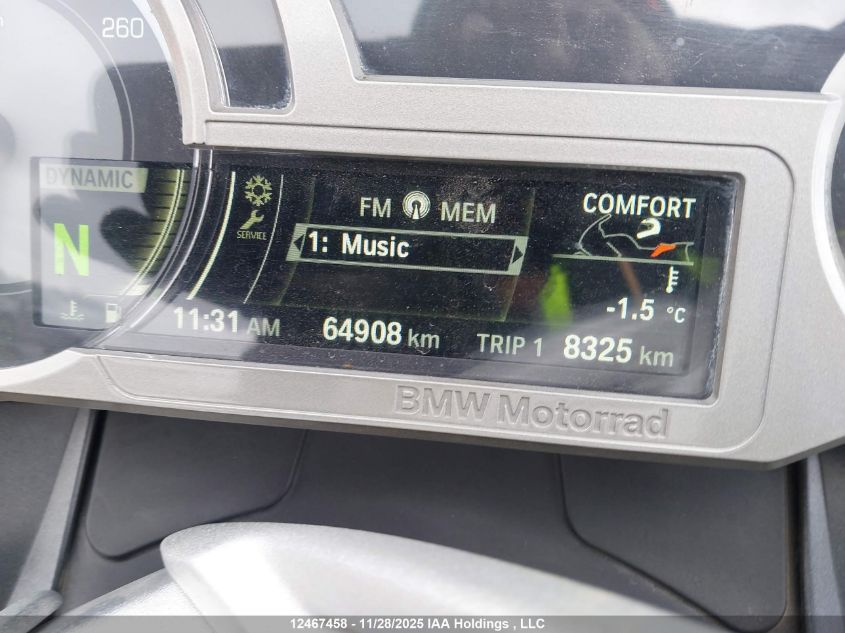 260
DYNAMIC
N
SERVICE
FM MEM
1: Music
COMFORT
-1.5 °C
11:31 AM 64908 km TRIP 1 8325 km
BMW Motorrad
12467458 - 11/28/2025 IAA Holdings , LLC